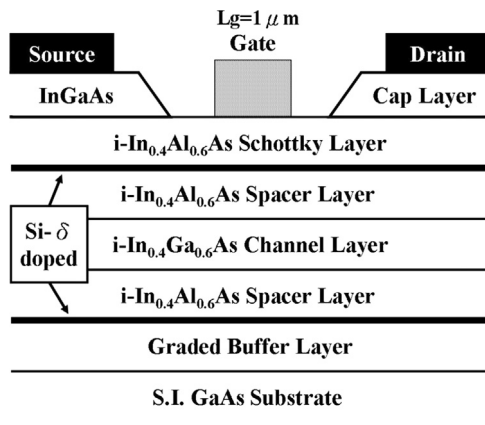 Lg=1 μm
Gate
Source
Drain
InGaAs
Cap Layer
i-In₀.₄Al₀.₆As Schottky Layer
i-In₀.₄Al₀.₆As Spacer Layer
Si-δ
doped
i-In₀.₄Ga₀.₆As Channel Layer
i-In₀.₄Al₀.₆As Spacer Layer
Graded Buffer Layer
S.I. GaAs Substrate